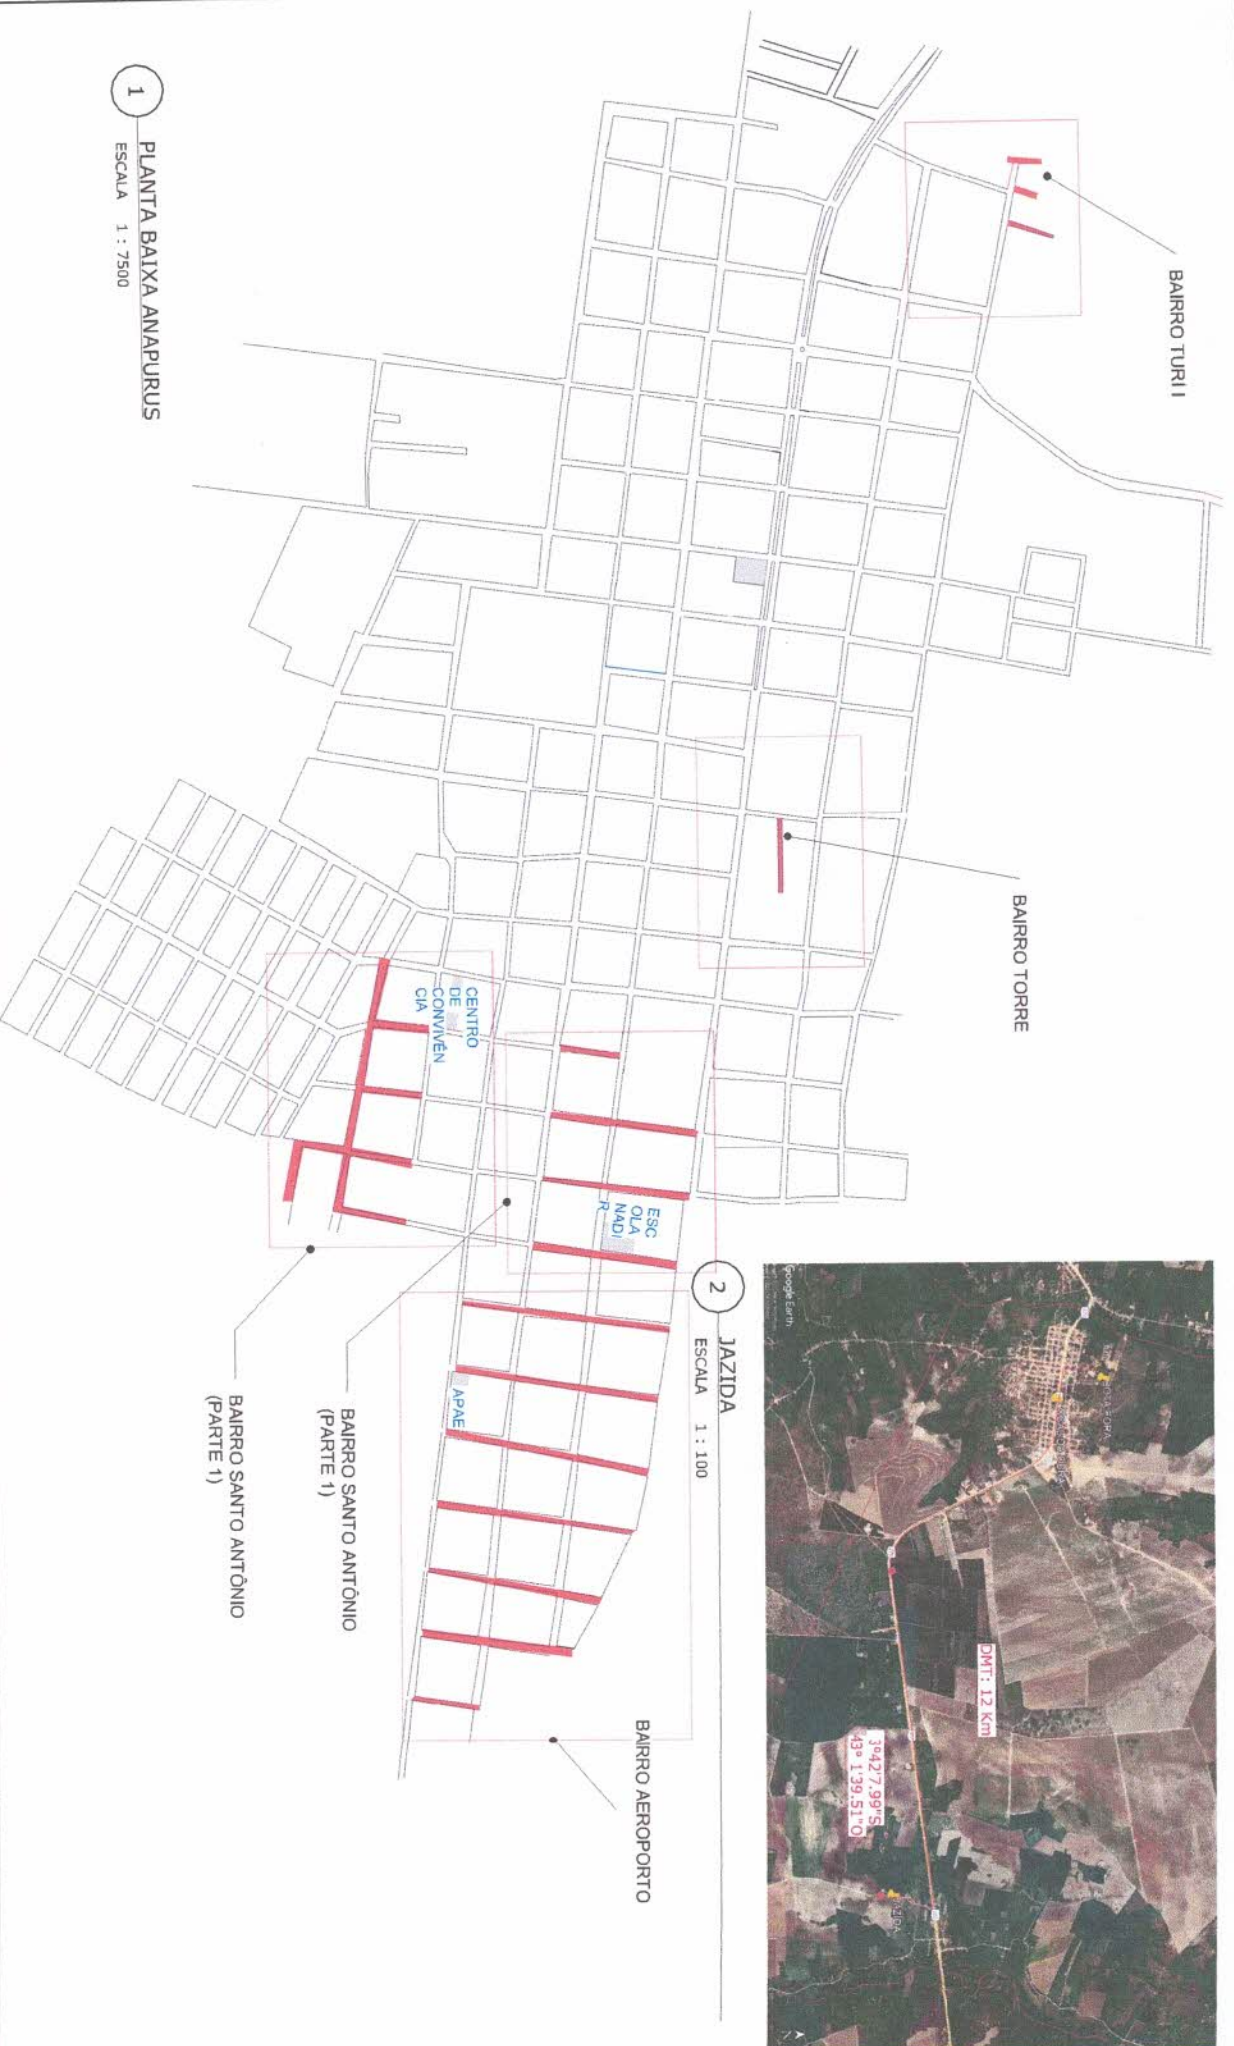 BAIRRO TURI I
BAIRRO TORRE
CENTRO
DE
CONVIVÊN
CIA
ESC
OLA
NADI
R
APAE
BAIRRO SANTO ANTÔNIO
(PARTE 1)
BAIRRO SANTO ANTÔNIO
(PARTE 1)
BAIRRO AEROPORTO
1
PLANTA BAIXA ANAPURUS
ESCALA 1 : 7500
Google Earth
DMT: 12 Km
3°42'7.99"S
43° 1'39.51"O
JAZIDA
2
JAZIDA
ESCALA 1 : 100